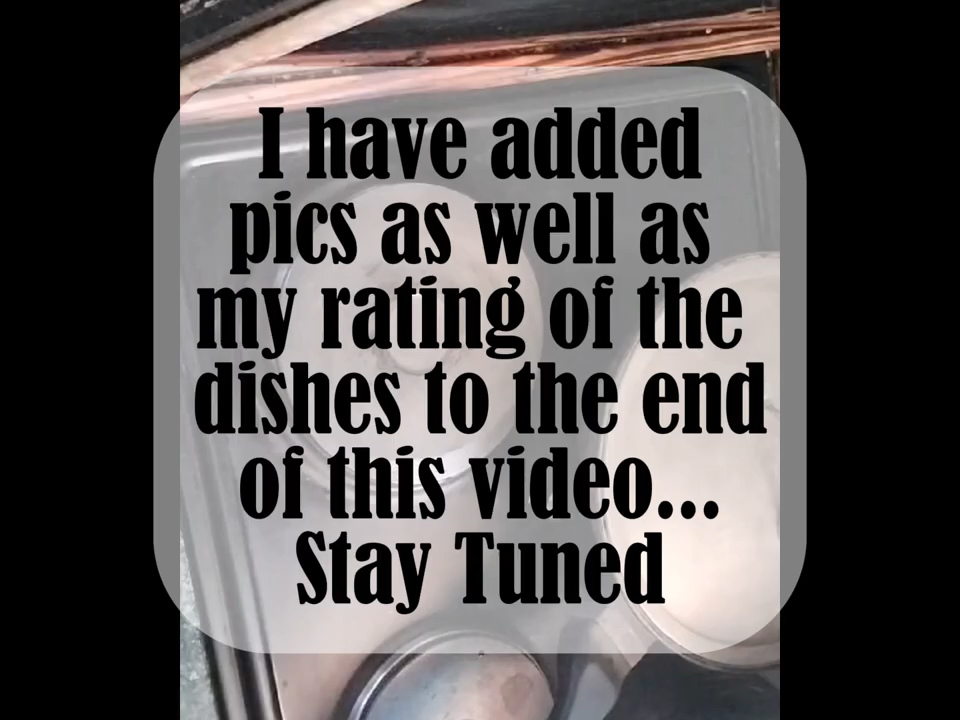 I have added
pics as well as
my rating of the
dishes to the end
of this video...
Stay Tuned